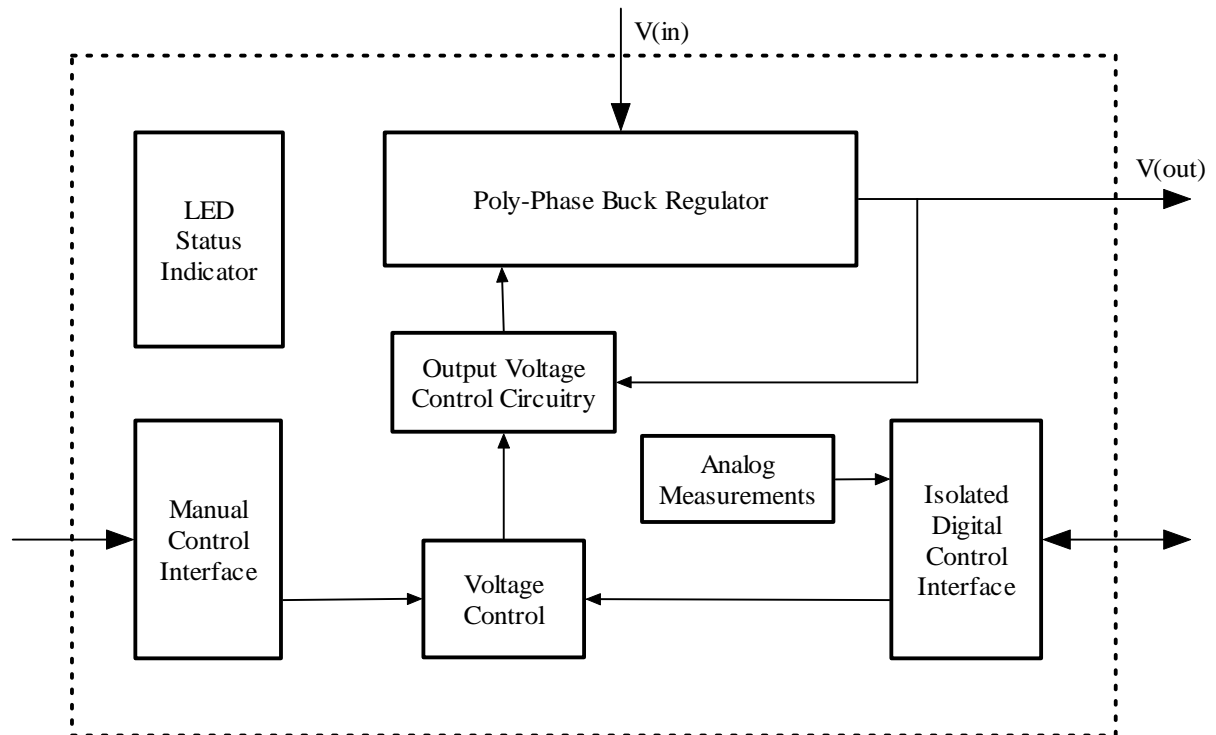 V(in)
LED
Status
Indicator
Poly-Phase Buck Regulator
V(out)
Output Voltage
Control Circuitry
Manual
Control
Interface
Analog
Measurements
Isolated
Digital
Control
Interface
Voltage
Control